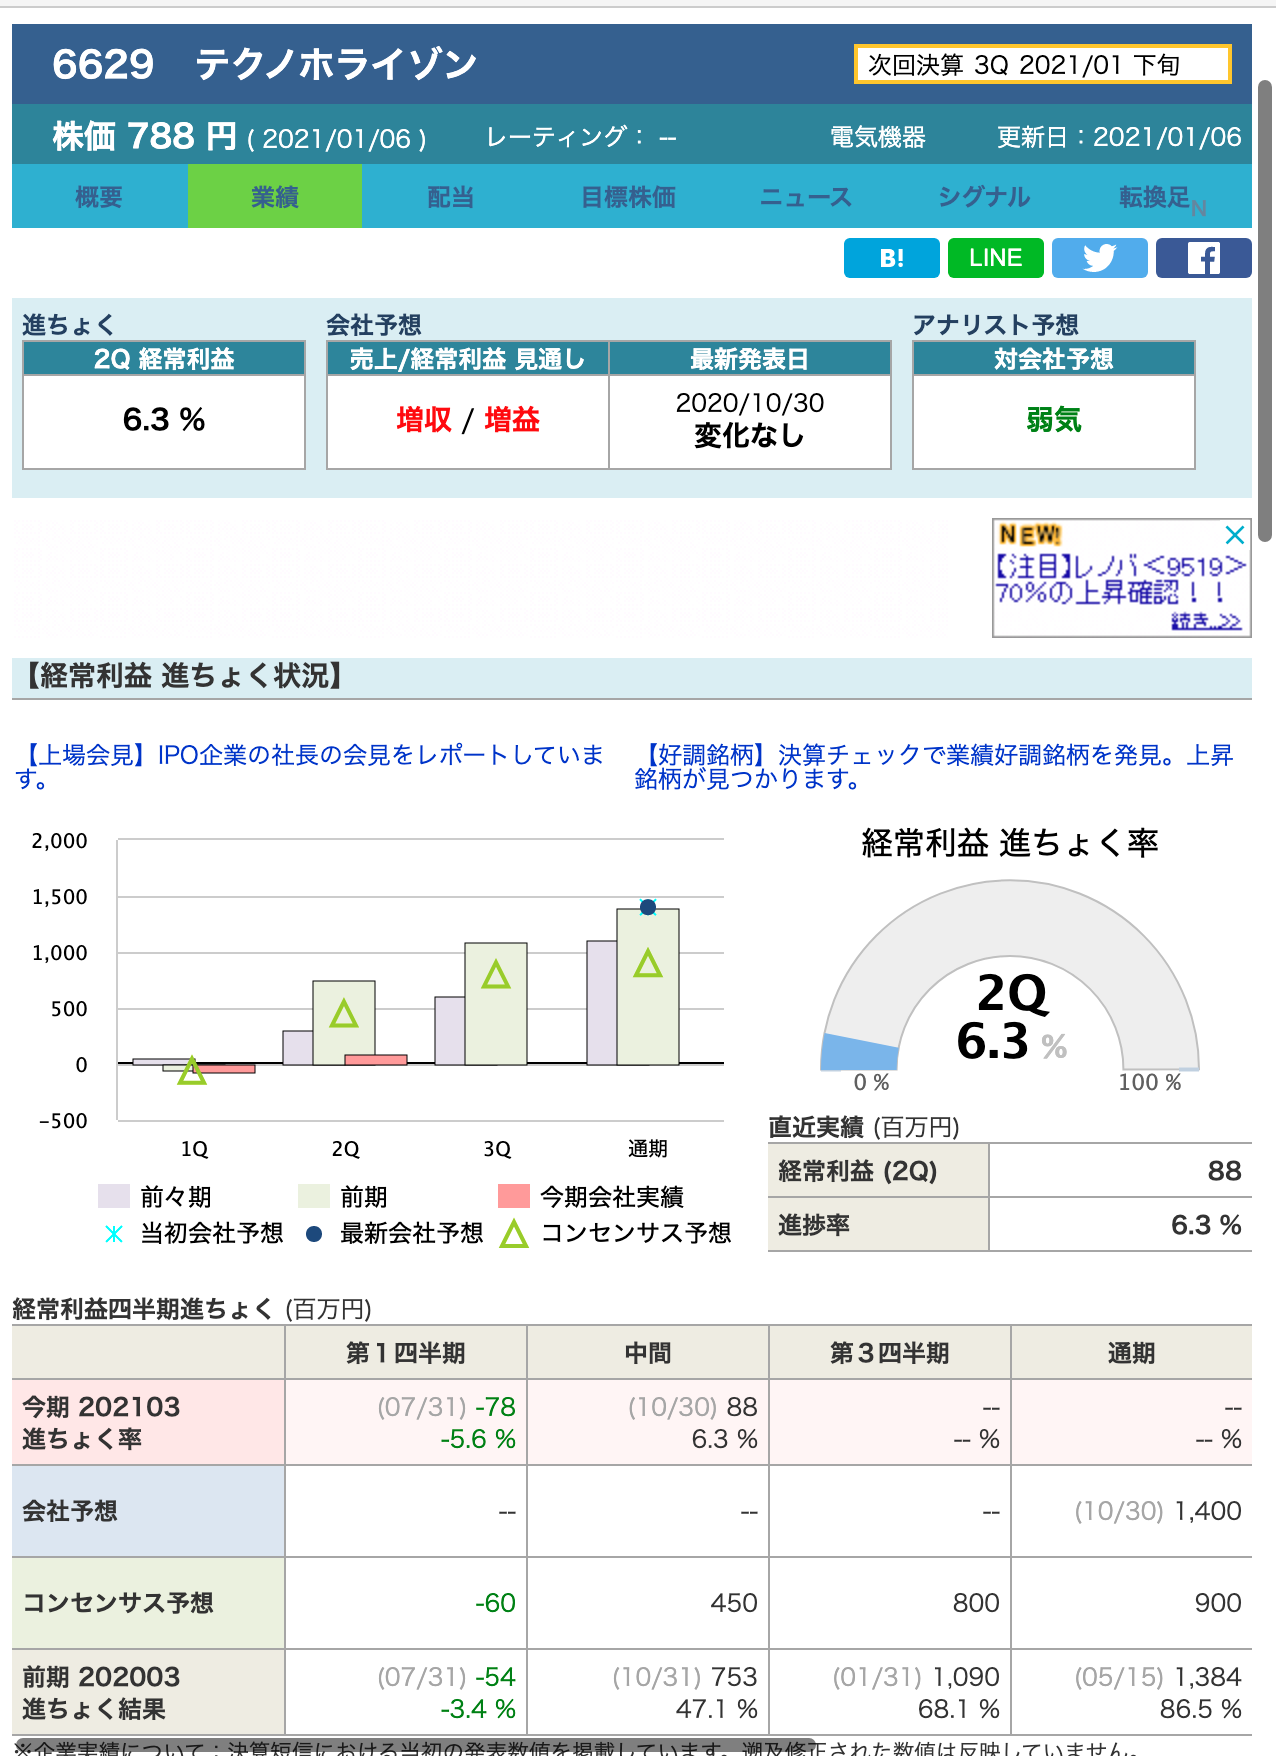 6629 テクノホライゾン
次回決算 3Q 2021/01 下旬
株価 788 円 ( 2021/01/06 ) レーティング： -- 電気機器 更新日：2021/01/06
概要 業績 配当 目標株価 ニュース シグナル 転換足N
B! LINE
進ちょく 会社予想 アナリスト予想
2Q 経常利益 売上/経常利益 見通し 最新発表日 対会社予想
6.3 % 増収 / 増益 2020/10/30 弱気
変化なし
NEW!
【注目】レノバ<9519>
70%の上昇確認！！
続き..>>
【経常利益 進ちょく状況】
【上場会見】IPO企業の社長の会見をレポートしていま
す。
【好調銘柄】決算チェックで業績好調銘柄を発見。上昇
銘柄が見つかります。
2,000
1,500
1,000
500
0
-500
1Q 2Q 3Q 通期
前々期 前期 今期会社実績
当初会社予想 最新会社予想 コンセンサス予想
経常利益 進ちょく率
2Q
6.3 %
0 % 100 %
直近実績 (百万円)
経常利益 (2Q) 88
進捗率 6.3 %
経常利益四半期進ちょく (百万円)
第１四半期 中間 第３四半期 通期
今期 202103 (07/31) -78 (10/30) 88 -- --
進ちょく率 -5.6 % 6.3 % -- % -- %
会社予想 -- -- -- (10/30) 1,400
コンセンサス予想 -60 450 800 900
前期 202003 (07/31) -54 (10/31) 753 (01/31) 1,090 (05/15) 1,384
進ちょく結果 -3.4 % 47.1 % 68.1 % 86.5 %
※企業実績について：決算短信における当初の発表数値を掲載しています。遡及修正された数値は反映していません。